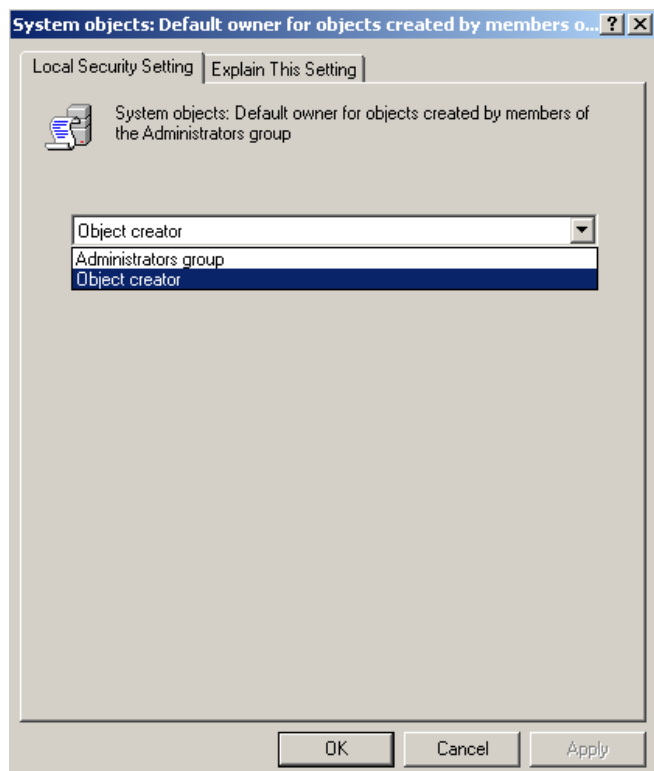 System objects: Default owner for objects created by members o...
Local Security Setting
Explain This Setting
System objects: Default owner for objects created by members of
the Administrators group
Object creator
Administrators group
Object creator
OK
Cancel
Apply